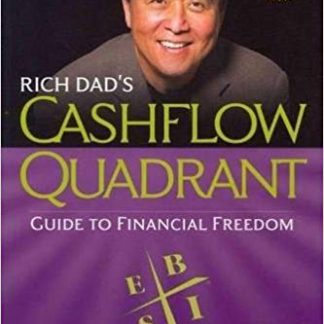 RICH DAD'S
CASHFLOW
QUADRANT
GUIDE TO FINANCIAL FREEDOM
E B
S I